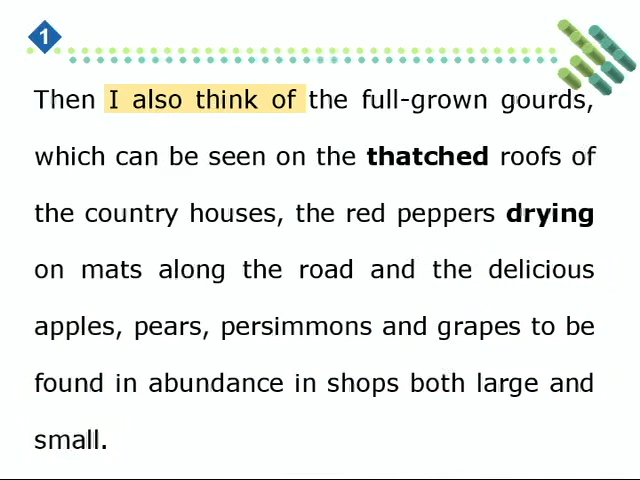 1
Then I also think of the full-grown gourds,
which can be seen on the thatched roofs of
the country houses, the red peppers drying
on mats along the road and the delicious
apples, pears, persimmons and grapes to be
found in abundance in shops both large and
small.